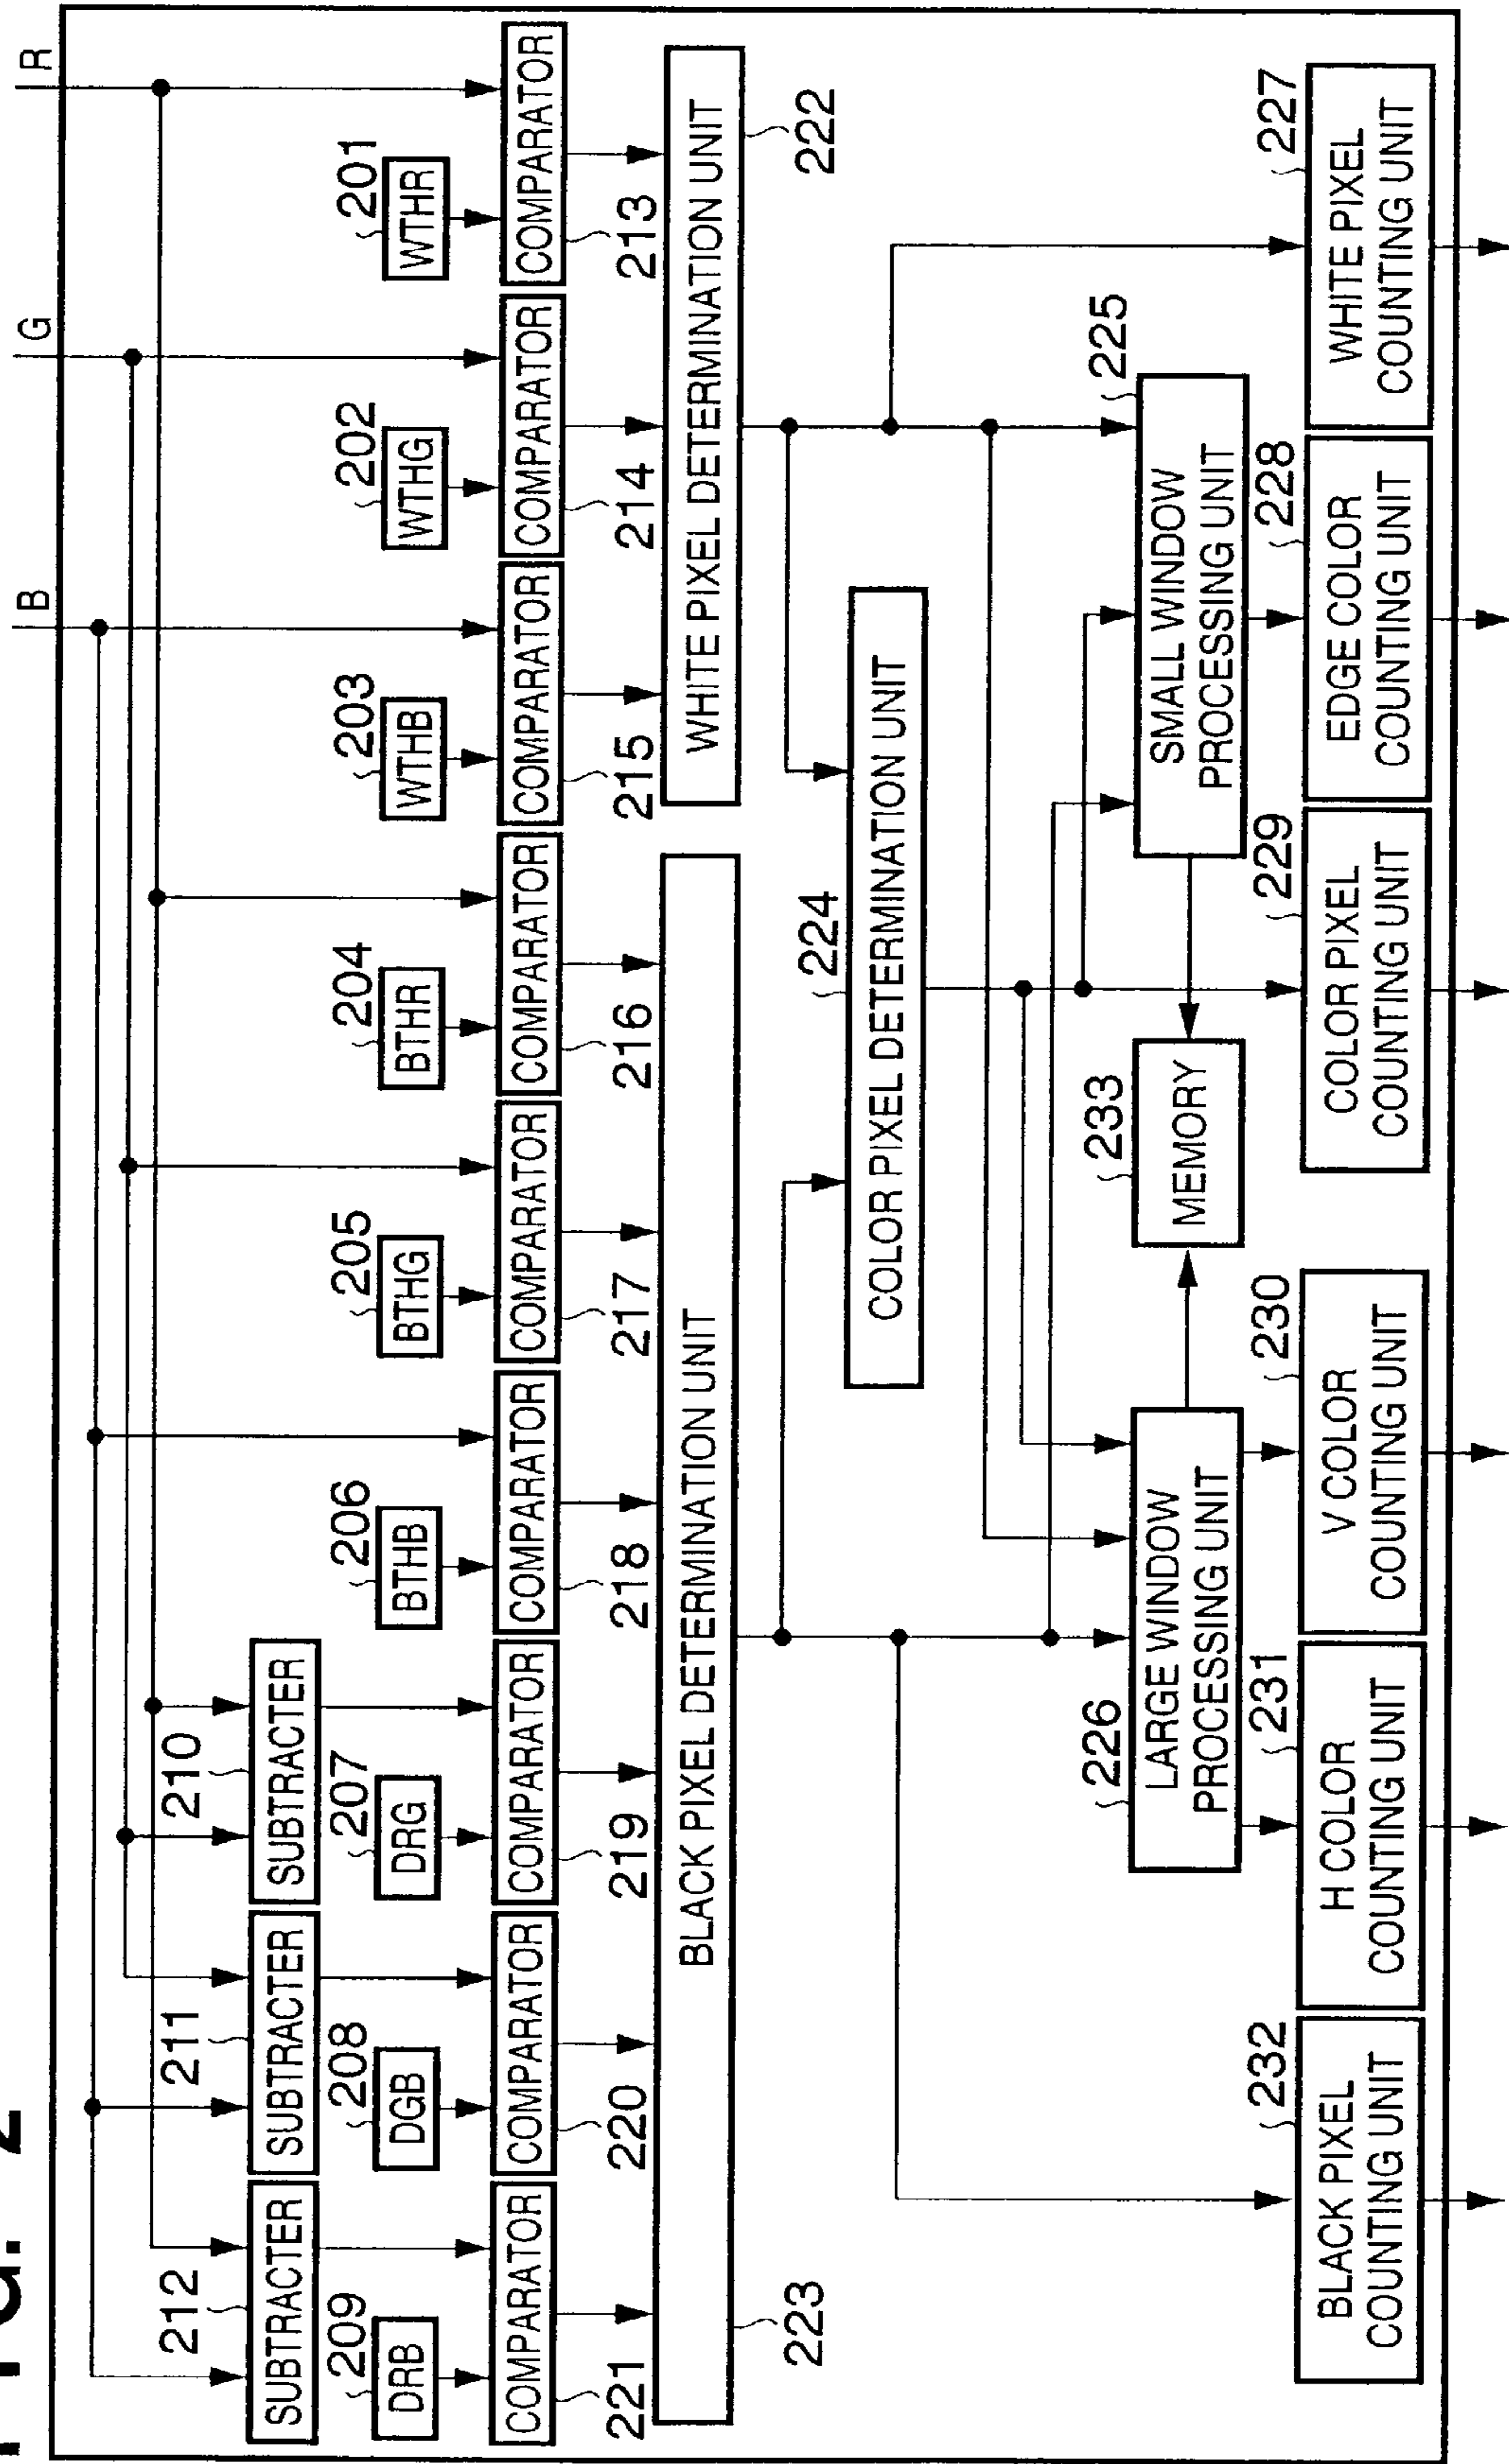 FIG. 2
B
G
R
212
SUBTRACTER
211
SUBTRACTER
210
SUBTRACTER
209
DRB
208
DGB
207
DRG
206
BTHB
205
BTHG
204
BTHR
203
WTHB
202
WTHG
201
WTHR
COMPARATOR
COMPARATOR
COMPARATOR
COMPARATOR
COMPARATOR
COMPARATOR
COMPARATOR
COMPARATOR
COMPARATOR
221
220
219
218
217
216
215
214
213
BLACK PIXEL DETERMINATION UNIT
WHITE PIXEL DETERMINATION UNIT
223
222
224
COLOR PIXEL DETERMINATION UNIT
226
LARGE WINDOW
PROCESSING UNIT
233
MEMORY
225
SMALL WINDOW
PROCESSING UNIT
232
BLACK PIXEL
COUNTING UNIT
231
H COLOR
COUNTING UNIT
230
V COLOR
COUNTING UNIT
229
COLOR PIXEL
COUNTING UNIT
228
EDGE COLOR
COUNTING UNIT
227
WHITE PIXEL
COUNTING UNIT